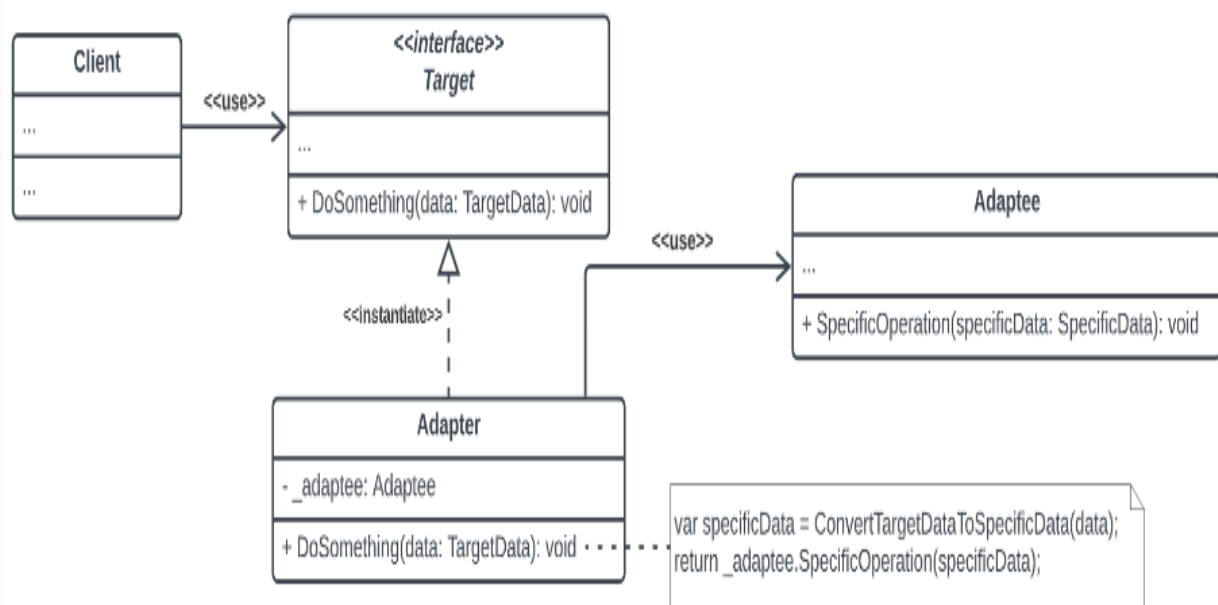 Client
...
...
<<use>>
<<interface>>
Target
...
+ DoSomething(data: TargetData): void
<<use>>
Adaptee
...
+ SpecificOperation(specificData: SpecificData): void
<<instantiate>>
Adapter
- _adaptee: Adaptee
+ DoSomething(data: TargetData): void
var specificData = ConvertTargetDataToSpecificData(data);
return _adaptee.SpecificOperation(specificData);